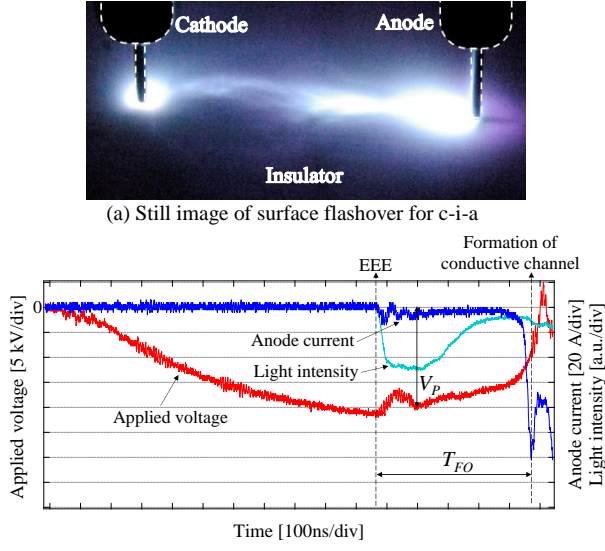 Cathode
Anode
Insulator
(a) Still image of surface flashover for c-i-a
EEE
Formation of
conductive channel
0
Anode current
Light intensity
V_P
Applied voltage
T_FO
Applied voltage [5 kV/div]
Anode current [20 A/div]
Light intensity [a.u./div]
Time [100ns/div]